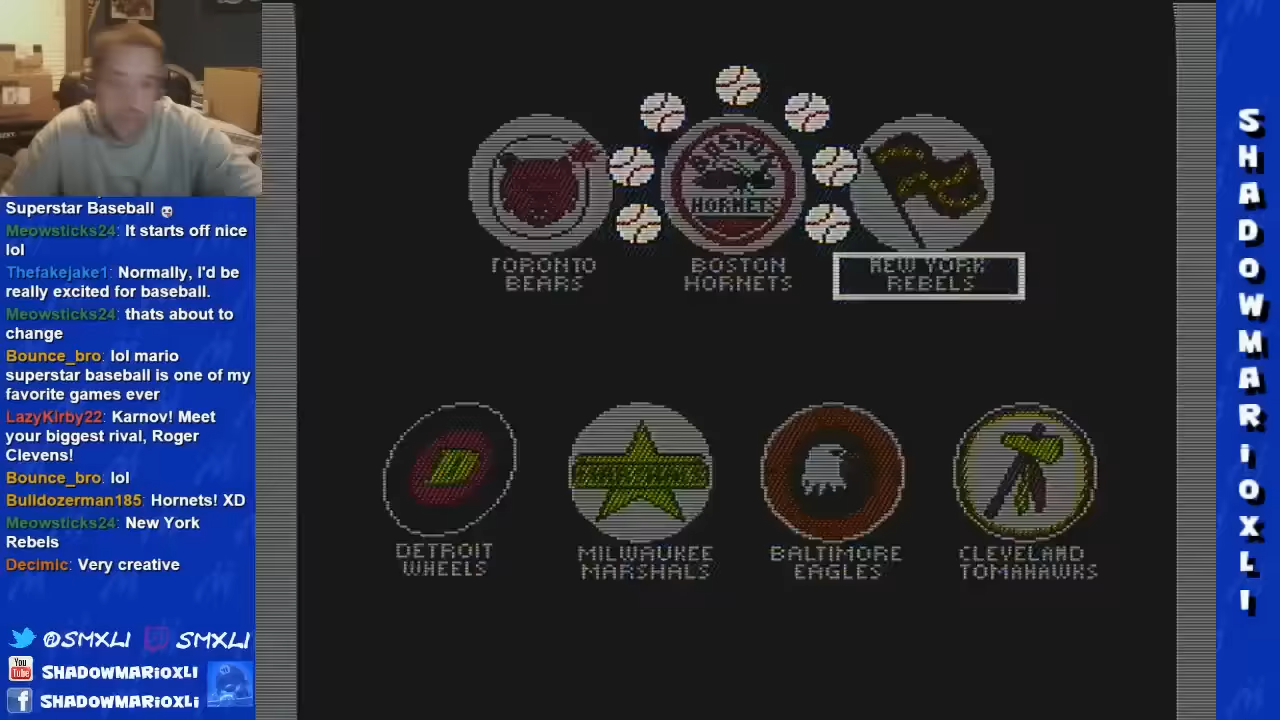 Superstar Baseball
Meowsticks24: It starts off nice
lol
Thefakejake1: Normally, I'd be
really excited for baseball.
Meowsticks24: thats about to
change
Bounce_bro: lol mario
superstar baseball is one of my
favorite games ever
LazyKirby22: Karnov! Meet
your biggest rival, Roger
Clevens!
Bounce_bro: lol
Bulldozerman185: Hornets! XD
Meowsticks24: New York
Rebels
Decimic: Very creative
@SMXLI SMXLI
You
Tube
SHADOWMARiOXLi
f SHADOWMARiOXLi
BOSTON
HORNETS
TORONTO
BEARS
BOSTON
HORNETS
NEW YORK
REBELS
D
MARSHALS
DETROIT
WHEELS
MILWAUKEE
MARSHALS
BALTIMORE
EAGLES
CLEVELAND
TOMAHAWKS
SHADOWMARiOXLI